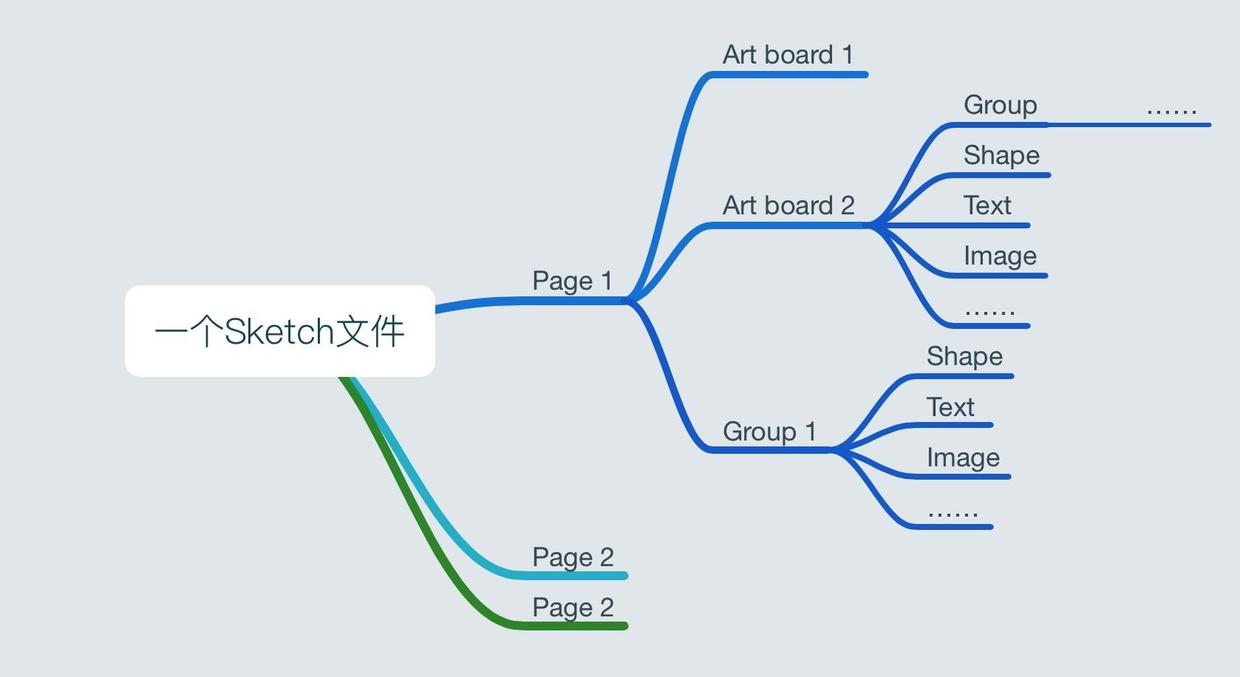 一个Sketch文件
Page 1
Art board 1
Art board 2
Group
……
Shape
Text
Image
……
Group 1
Shape
Text
Image
……
Page 2
Page 2